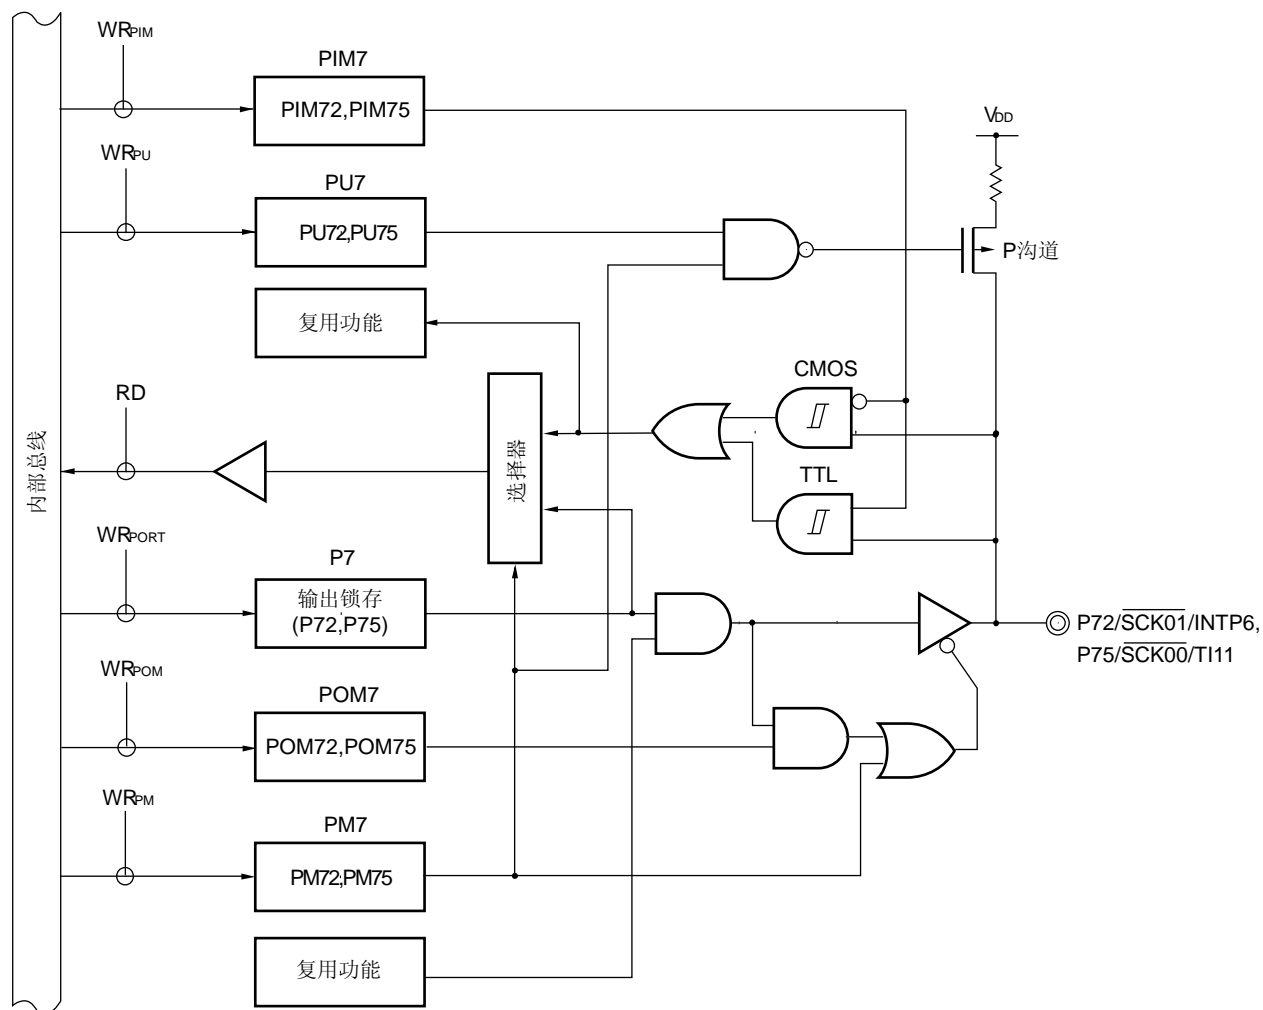 WRPIM
PIM7
PIM72,PIM75
VDD
WRPU
PU7
PU72,PU75
P沟道
复用功能
CMOS
RD
内部总线
选择器
TTL
WRPORT
P7
输出锁存
(P72,P75)
P72/SCK01/INTP6,
P75/SCK00/TI11
WRPOM
POM7
POM72,POM75
WRPM
PM7
PM72,PM75
复用功能